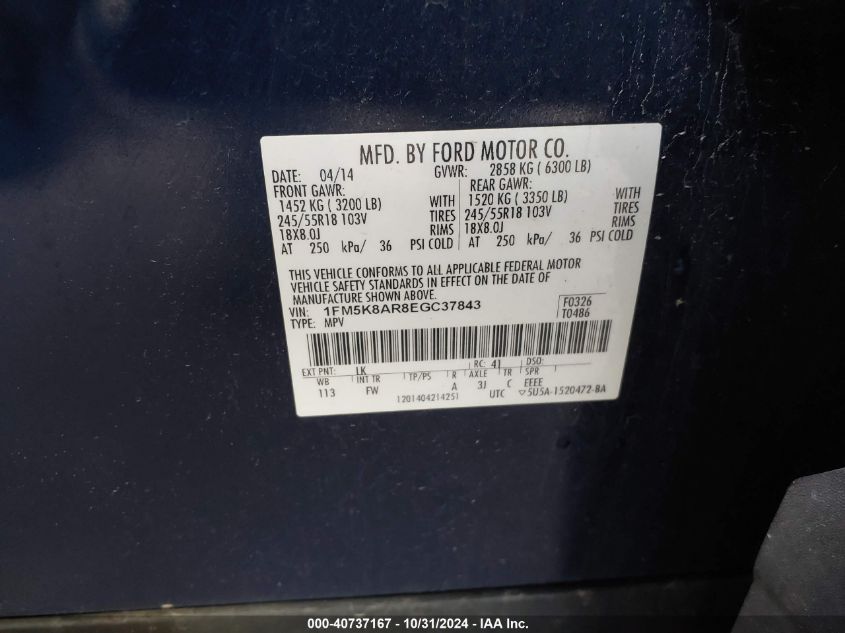 MFD. BY FORD MOTOR CO.
DATE: 04/14 GVWR: 2858 KG ( 6300 LB)
FRONT GAWR: REAR GAWR:
1452 KG ( 3200 LB) WITH 1520 KG ( 3350 LB) WITH
245/55R18 103V TIRES 245/55R18 103V TIRES
18X8.0J RIMS 18X8.0J RIMS
AT 250 kPa/ 36 PSI COLD AT 250 kPa/ 36 PSI COLD
THIS VEHICLE CONFORMS TO ALL APPLICABLE FEDERAL MOTOR
VEHICLE SAFETY STANDARDS IN EFFECT ON THE DATE OF
MANUFACTURE SHOWN ABOVE.
VIN: 1FM5K8AR8EGC37843 F0326
TYPE: MPV T0486
EXT PNT: LK RC: 41 DSO:
WB INT TR TP/PS R AXLE TR SPR
113 FW A 3J C EEEE
1201404214251 UTC ▽5U5A-1520472-BA
000-40737167 - 10/31/2024 - IAA Inc.